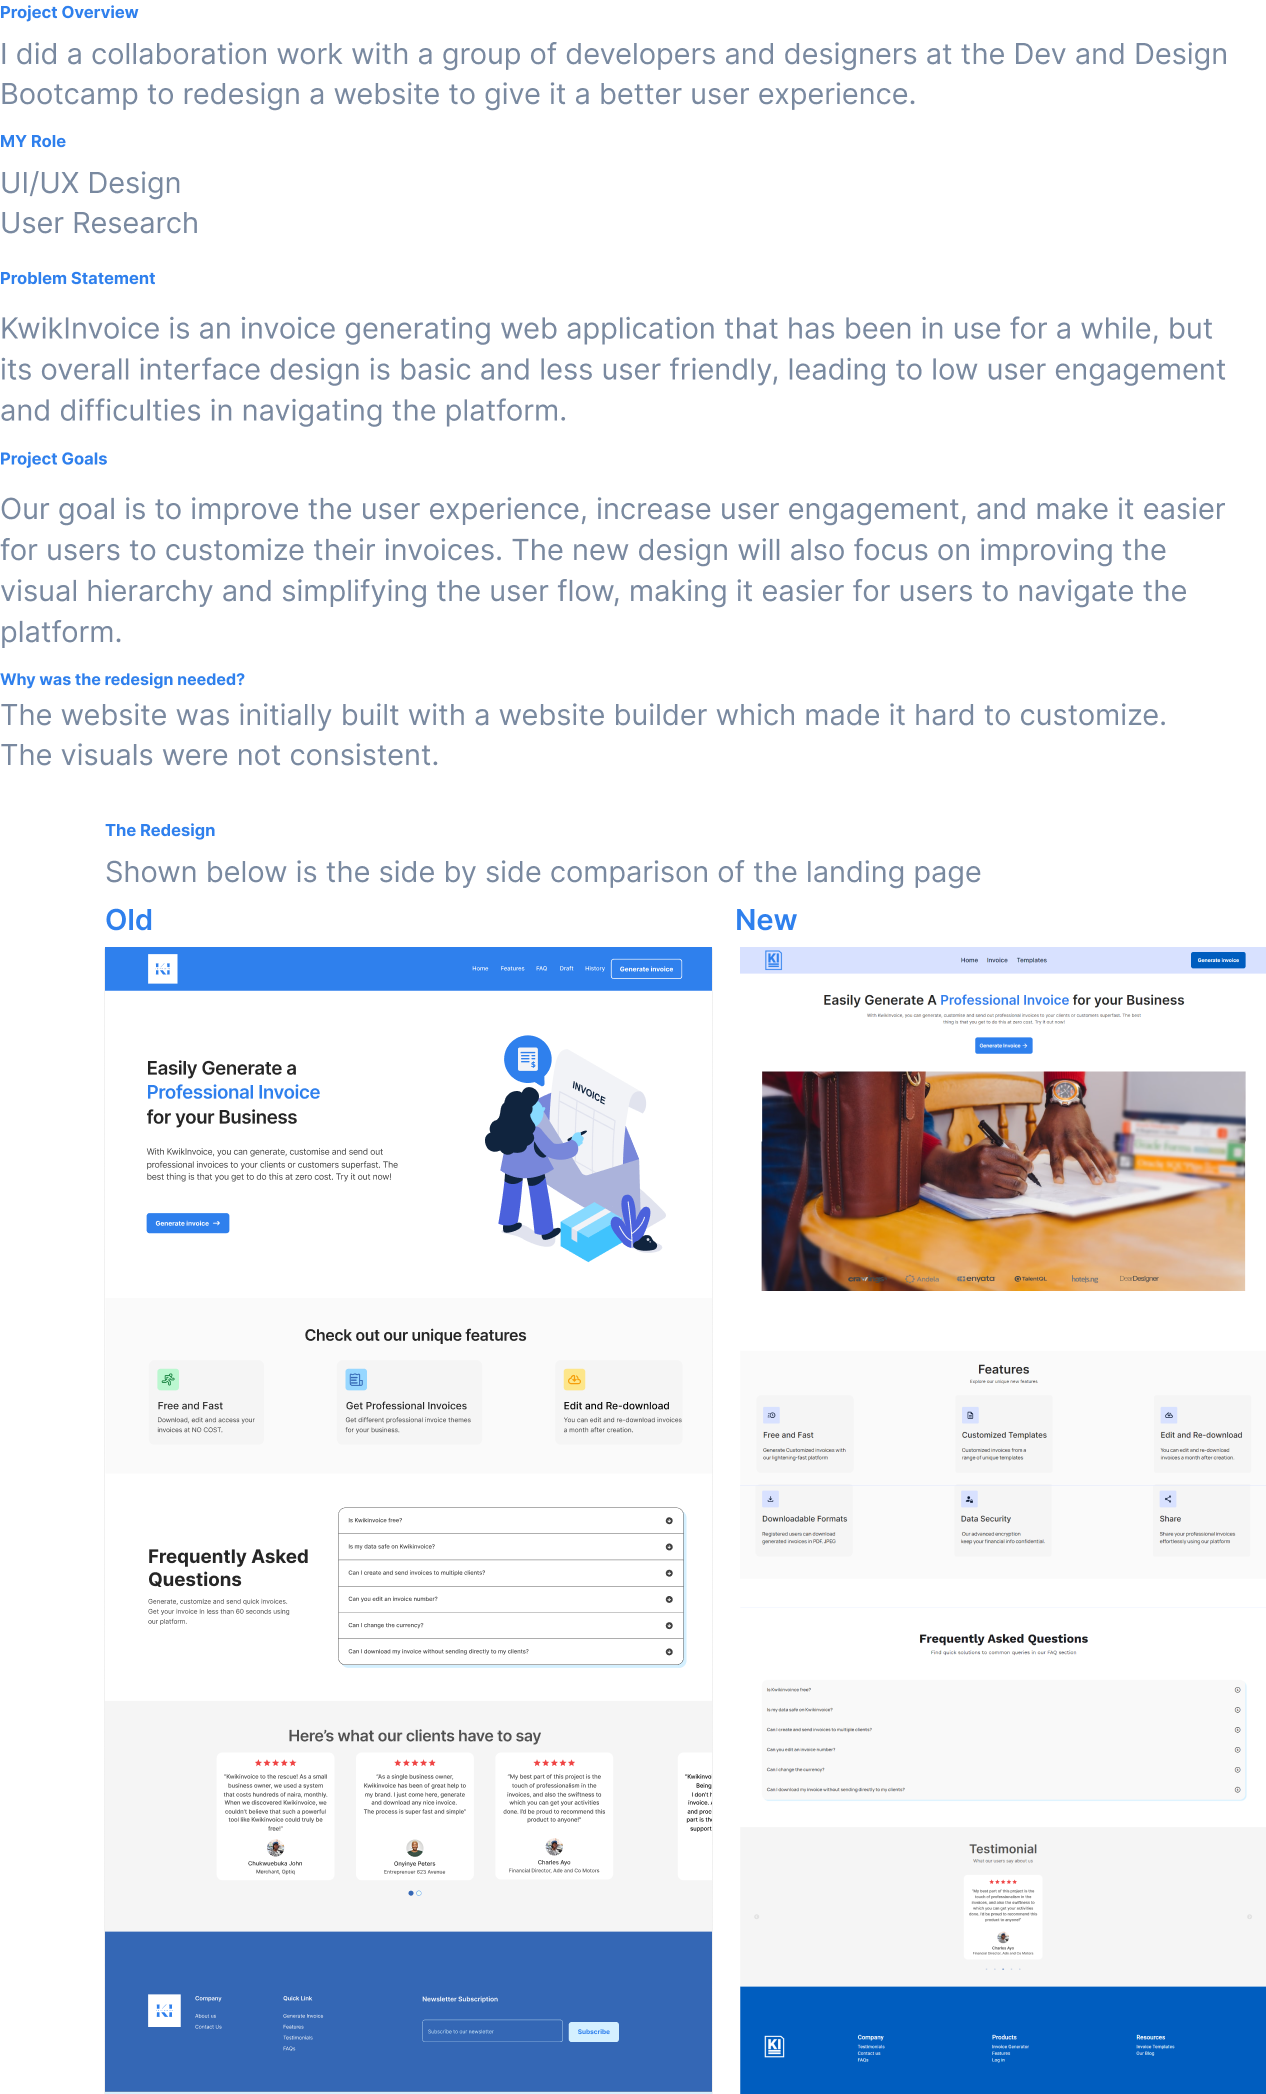 Project Overview
I did a collaboration work with a group of developers and designers at the Dev and Design
Bootcamp to redesign a website to give it a better user experience.
MY Role
UI/UX Design
User Research
Problem Statement
KwikInvoice is an invoice generating web application that has been in use for a while, but
its overall interface design is basic and less user friendly, leading to low user engagement
and difficulties in navigating the platform.
Project Goals
Our goal is to improve the user experience, increase user engagement, and make it easier
for users to customize their invoices. The new design will also focus on improving the
visual hierarchy and simplifying the user flow, making it easier for users to navigate the
platform.
Why was the redesign needed?
The website was initially built with a website builder which made it hard to customize.
The visuals were not consistent.
The Redesign
Shown below is the side by side comparison of the landing page
Old
KI
Home Features FAQ Draft History Generate invoice
Easily Generate a
Professional Invoice
for your Business
With KwikInvoice, you can generate, customise and send out
professional invoices to your clients or customers superfast. The
best thing is that you get to do this at zero cost. Try it out now!
Generate invoice →
INVOICE
$
Check out our unique features
Free and Fast
Download, edit and access your
invoices at NO COST.
Get Professional Invoices
Get different professional invoice themes
for your business.
Edit and Re-download
You can edit and re-download invoices
a month after creation.
Frequently Asked
Questions
Generate, customize and send quick invoices.
Get your invoice in less than 60 seconds using
our platform.
Is Kwikinvoice free?
Is my data safe on Kwikinvoice?
Can I create and send invoices to multiple clients?
Can you edit an invoice number?
Can I change the currency?
Can I download my invoice without sending directly to my clients?
Here's what our clients have to say
"Kwikinvoice to the rescue! As a small
business owner, we used a system
that costs hundreds of naira, monthly.
When we discovered Kwikinvoice, we
couldn't believe that such a powerful
tool like Kwikinvoice could truly be
free!"
Chukwuebuka John
Merchant, Qpliq
"As a single business owner,
Kwikinvoice has been of great help to
my brand. I just come here, generate
and download any nice invoice.
The process is super fast and simple"
Onyinye Peters
Entreprenuer 623 Avenue
"My best part of this project is the
touch of professionalism in the
invoices, and also the swiftness to
which you can get your activities
done. I'd be proud to recommend this
product to anyone!"
Charles Ayo
Financial Director, Ade and Co Motors
"Kwikinvo
Being
I don't h
invoice.
and proc
part is the
support
KI
Company
About us
Contact Us
Quick Link
Generate Invoice
Features
Testimonials
FAQs
Newsletter Subscription
Subscribe to our newsletter
Subscribe
New
KI
Home Invoice Templates
Generate invoice
Easily Generate A Professional Invoice for your Business
With KwikInvoice, you can generate, customise and send out professional invoices to your clients or customers superfast. The best
thing is that you get to do this at zero cost. Try it out now!
Generate Invoice →
Andela enyata TalentQL hotels.ng DearDesigner
Features
Explore our unique new features
Free and Fast
Generate Customized invoices with
our lightening-fast platform
Customized Templates
Customized invoices from a
range of unique templates
Edit and Re-download
You can edit and re-download
invoices a month after creation.
Downloadable Formats
Registered users can download
generated invoices in PDF, JPEG
Data Security
Our advanced encryption
keep your financial info confidential.
Share
Share your professional invoices
effortlessly using our platform
Frequently Asked Questions
Find quick solutions to common queries in our FAQ section
Is Kwikinvoince free?
Is my data safe on Kwikinvoice?
Can I create and send invoices to multiple clients?
Can you edit an invoice number?
Can I change the currency?
Can I download my invoice without sending directly to my clients?
Testimonial
What our users say about us
"My best part of this project is the
touch of professionalism in the
invoices, and also the swiftness to
which you can get your activities
done. I'd be proud to recommend this
product to anyone!"
Charles Ayo
Financial Director, Ade and Co Motors
KI
Company
Testimonials
Contact us
FAQs
Products
Invoice Generator
Features
Log in
Resources
Invoice Templates
Our Blog